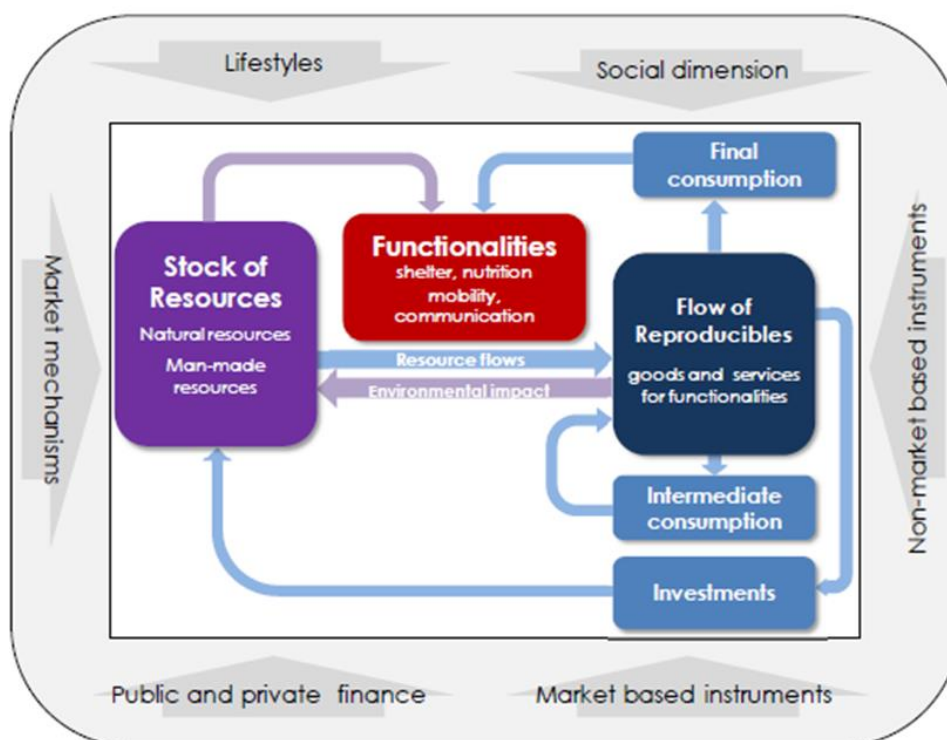 Lifestyles
Social dimension
Market mechanisms
Non-market based instruments
Final
consumption
Stock of
Resources
Natural resources
Man-made
resources
Functionalities
shelter, nutrition
mobility,
communication
Flow of
Reproducibles
goods and services
for functionalities
Resource flows
Environmental impact
Intermediate
consumption
Investments
Public and private finance
Market based instruments